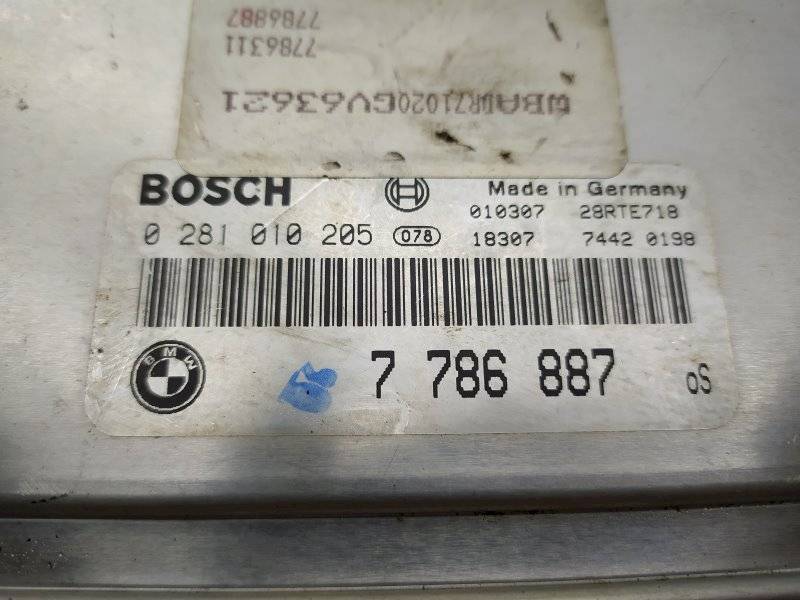 WBADR71020GV63621
7786311
7786887
BOSCH
Made in Germany
010307 28RTE718
0 281 010 205 078 18307 7442 0198
BMW
7 786 887 oS